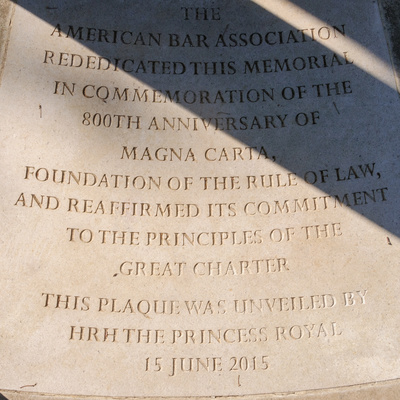 THE
AMERICAN BAR ASSOCIATION
REDEDICATED THIS MEMORIAL
IN COMMEMORATION OF THE
800TH ANNIVERSARY OF
MAGNA CARTA,
FOUNDATION OF THE RULE OF LAW,
AND REAFFIRMED ITS COMMITMENT
TO THE PRINCIPLES OF THE
GREAT CHARTER
THIS PLAQUE WAS UNVEILED BY
HRH THE PRINCESS ROYAL
15 JUNE 2015